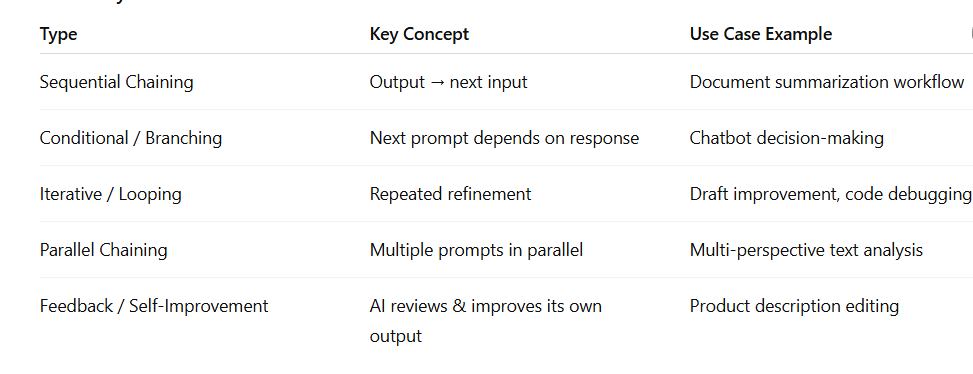 Type Key Concept Use Case Example
Sequential Chaining Output → next input Document summarization workflow
Conditional / Branching Next prompt depends on response Chatbot decision-making
Iterative / Looping Repeated refinement Draft improvement, code debugging
Parallel Chaining Multiple prompts in parallel Multi-perspective text analysis
Feedback / Self-Improvement AI reviews & improves its own Product description editing
output